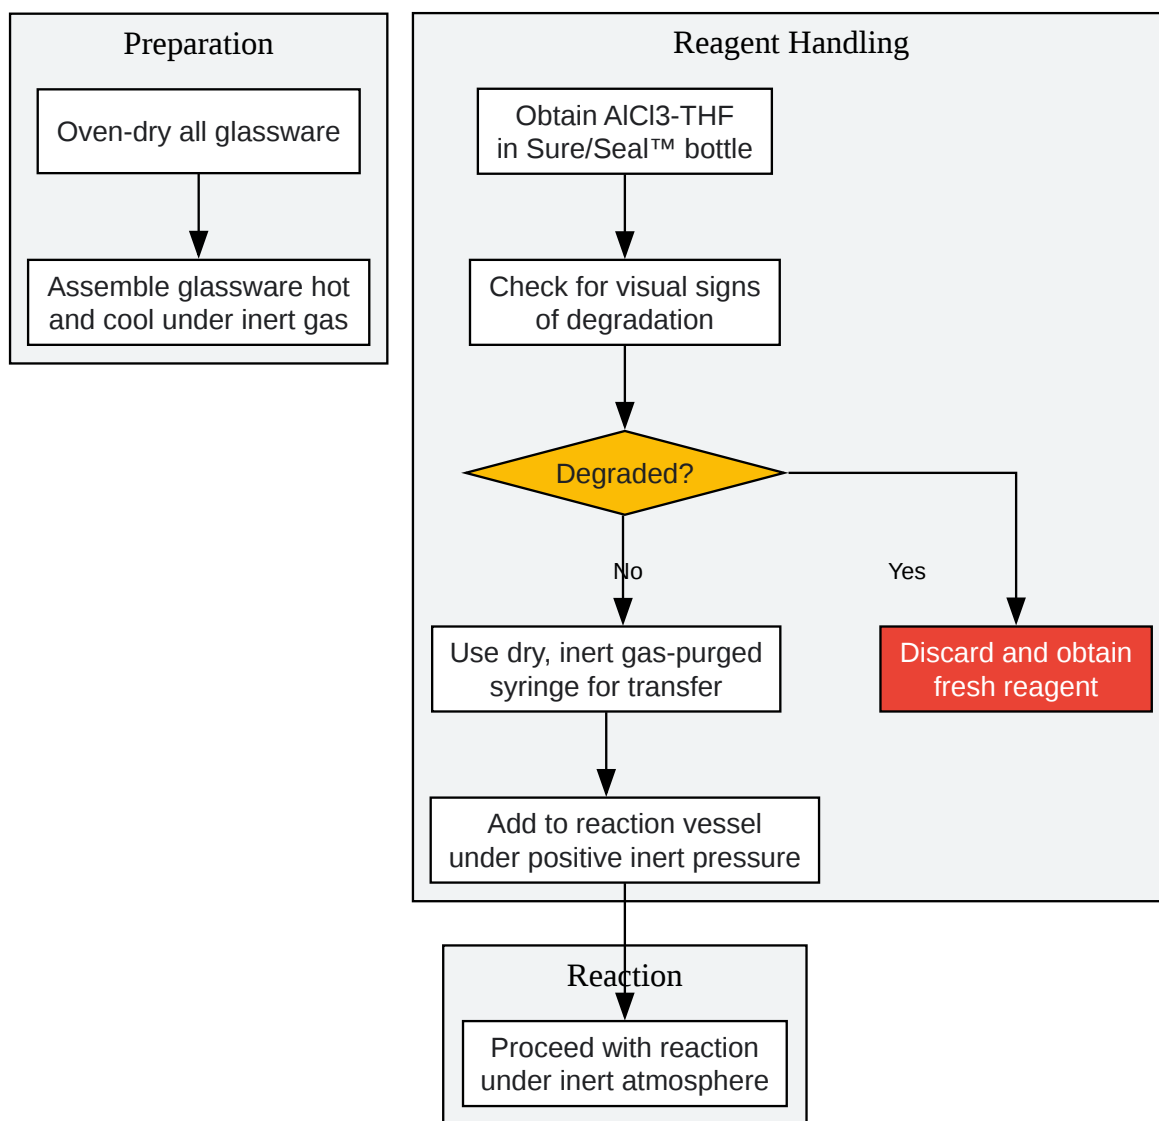 Preparation
Oven-dry all glassware
Assemble glassware hot
and cool under inert gas
Reagent Handling
Obtain AlCl3-THF
in Sure/Seal™ bottle
Check for visual signs
of degradation
Degraded?
No
Yes
Use dry, inert gas-purged
syringe for transfer
Discard and obtain
fresh reagent
Add to reaction vessel
under positive inert pressure
Reaction
Proceed with reaction
under inert atmosphere